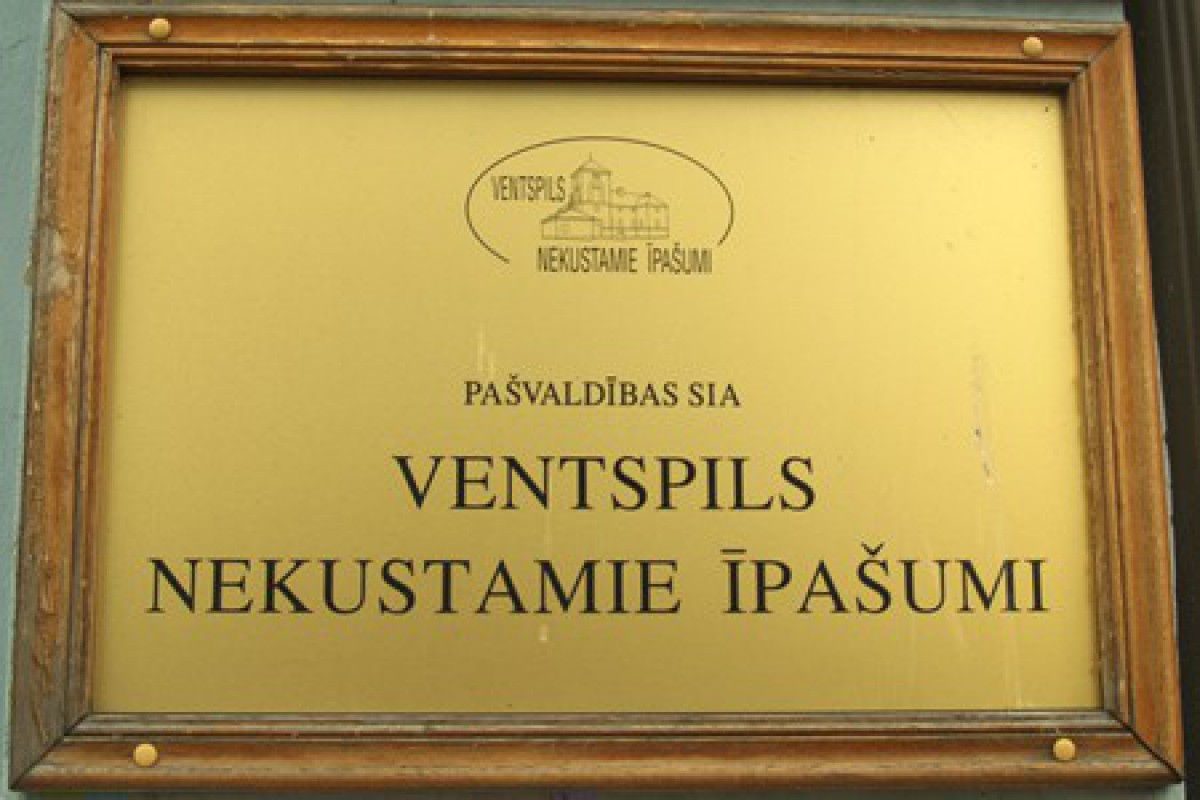 VENTSPILS
NEKUSTAMIE ĪPAŠUMI
PAŠVALDĪBAS SIA
VENTSPILS
NEKUSTAMIE ĪPAŠUMI